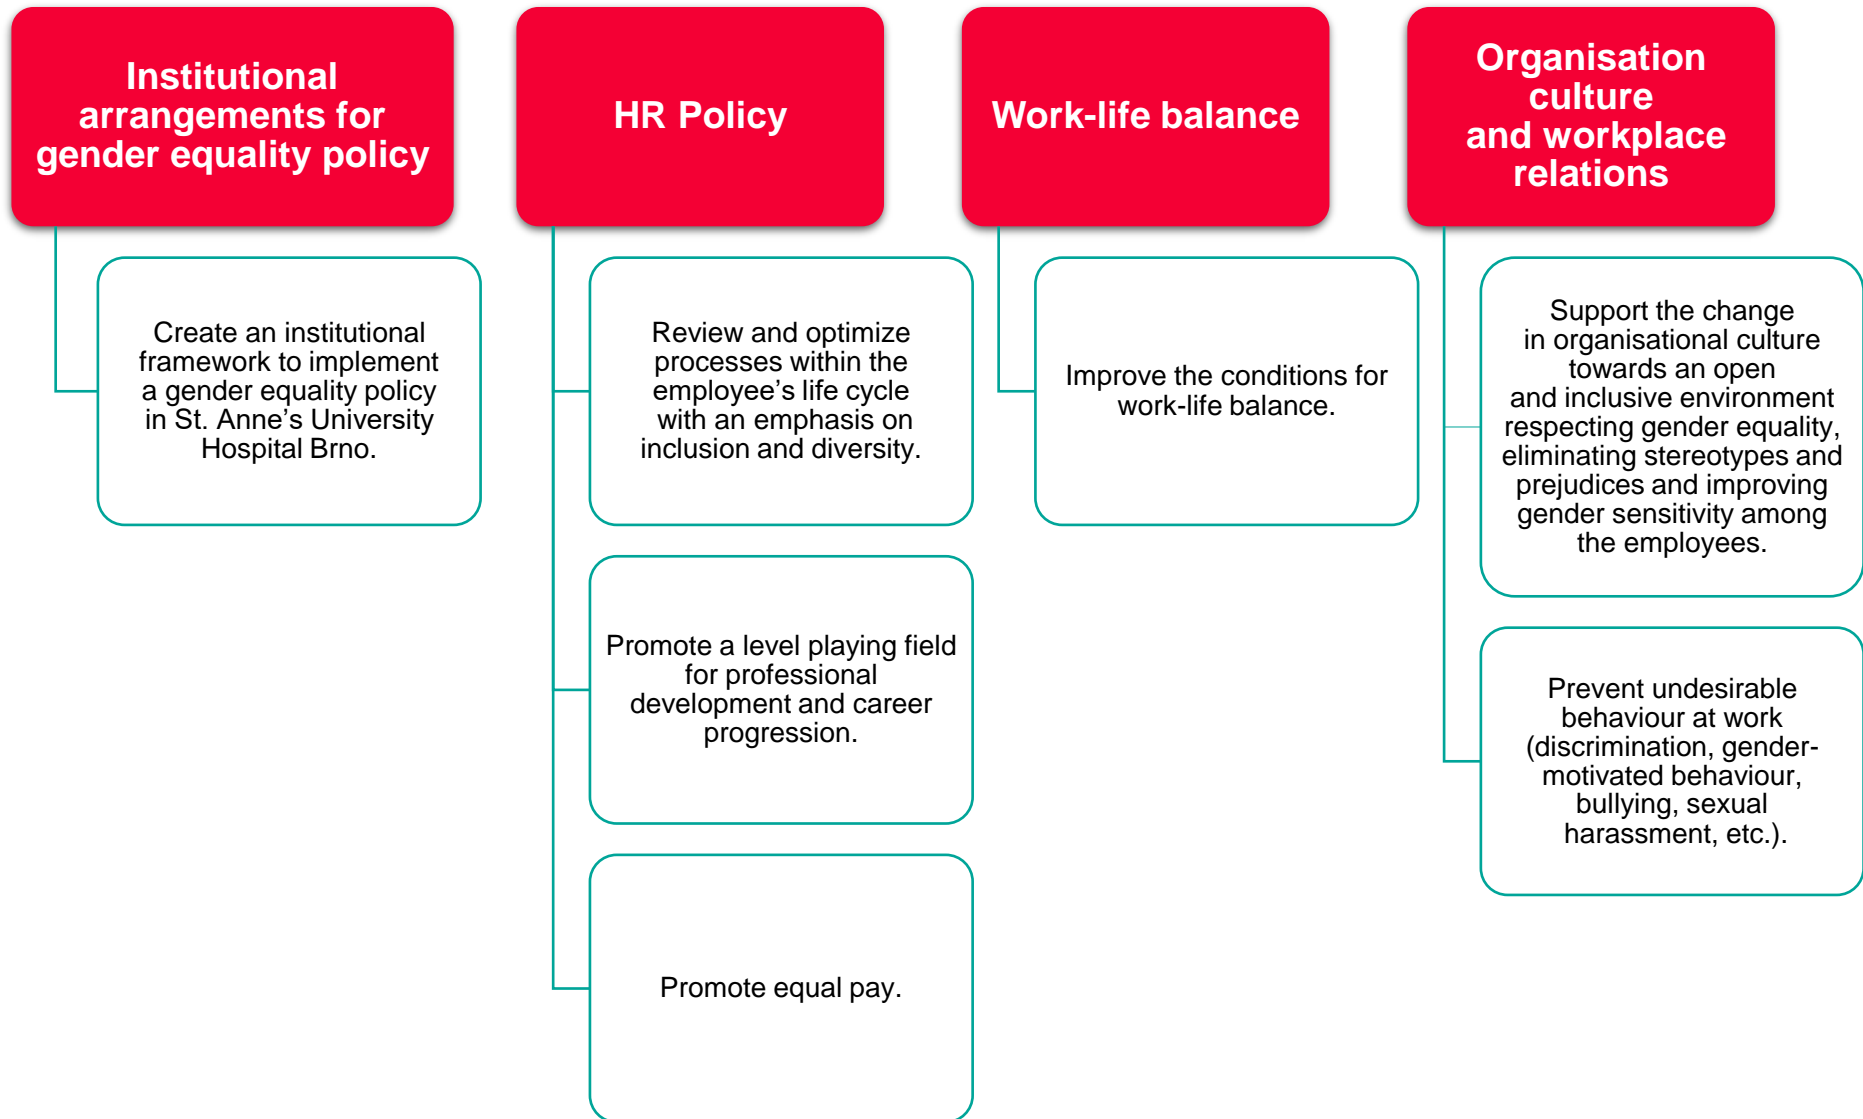 Institutional
arrangements for
gender equality policy
Create an institutional
framework to implement
a gender equality policy
in St. Anne’s University
Hospital Brno.
HR Policy
Review and optimize
processes within the
employee’s life cycle
with an emphasis on
inclusion and diversity.
Promote a level playing field
for professional
development and career
progression.
Promote equal pay.
Work-life balance
Improve the conditions for
work-life balance.
Organisation
culture
and workplace
relations
Support the change
in organisational culture
towards an open
and inclusive environment
respecting gender equality,
eliminating stereotypes and
prejudices and improving
gender sensitivity among
the employees.
Prevent undesirable
behaviour at work
(discrimination, gender-
motivated behaviour,
bullying, sexual
harassment, etc.).